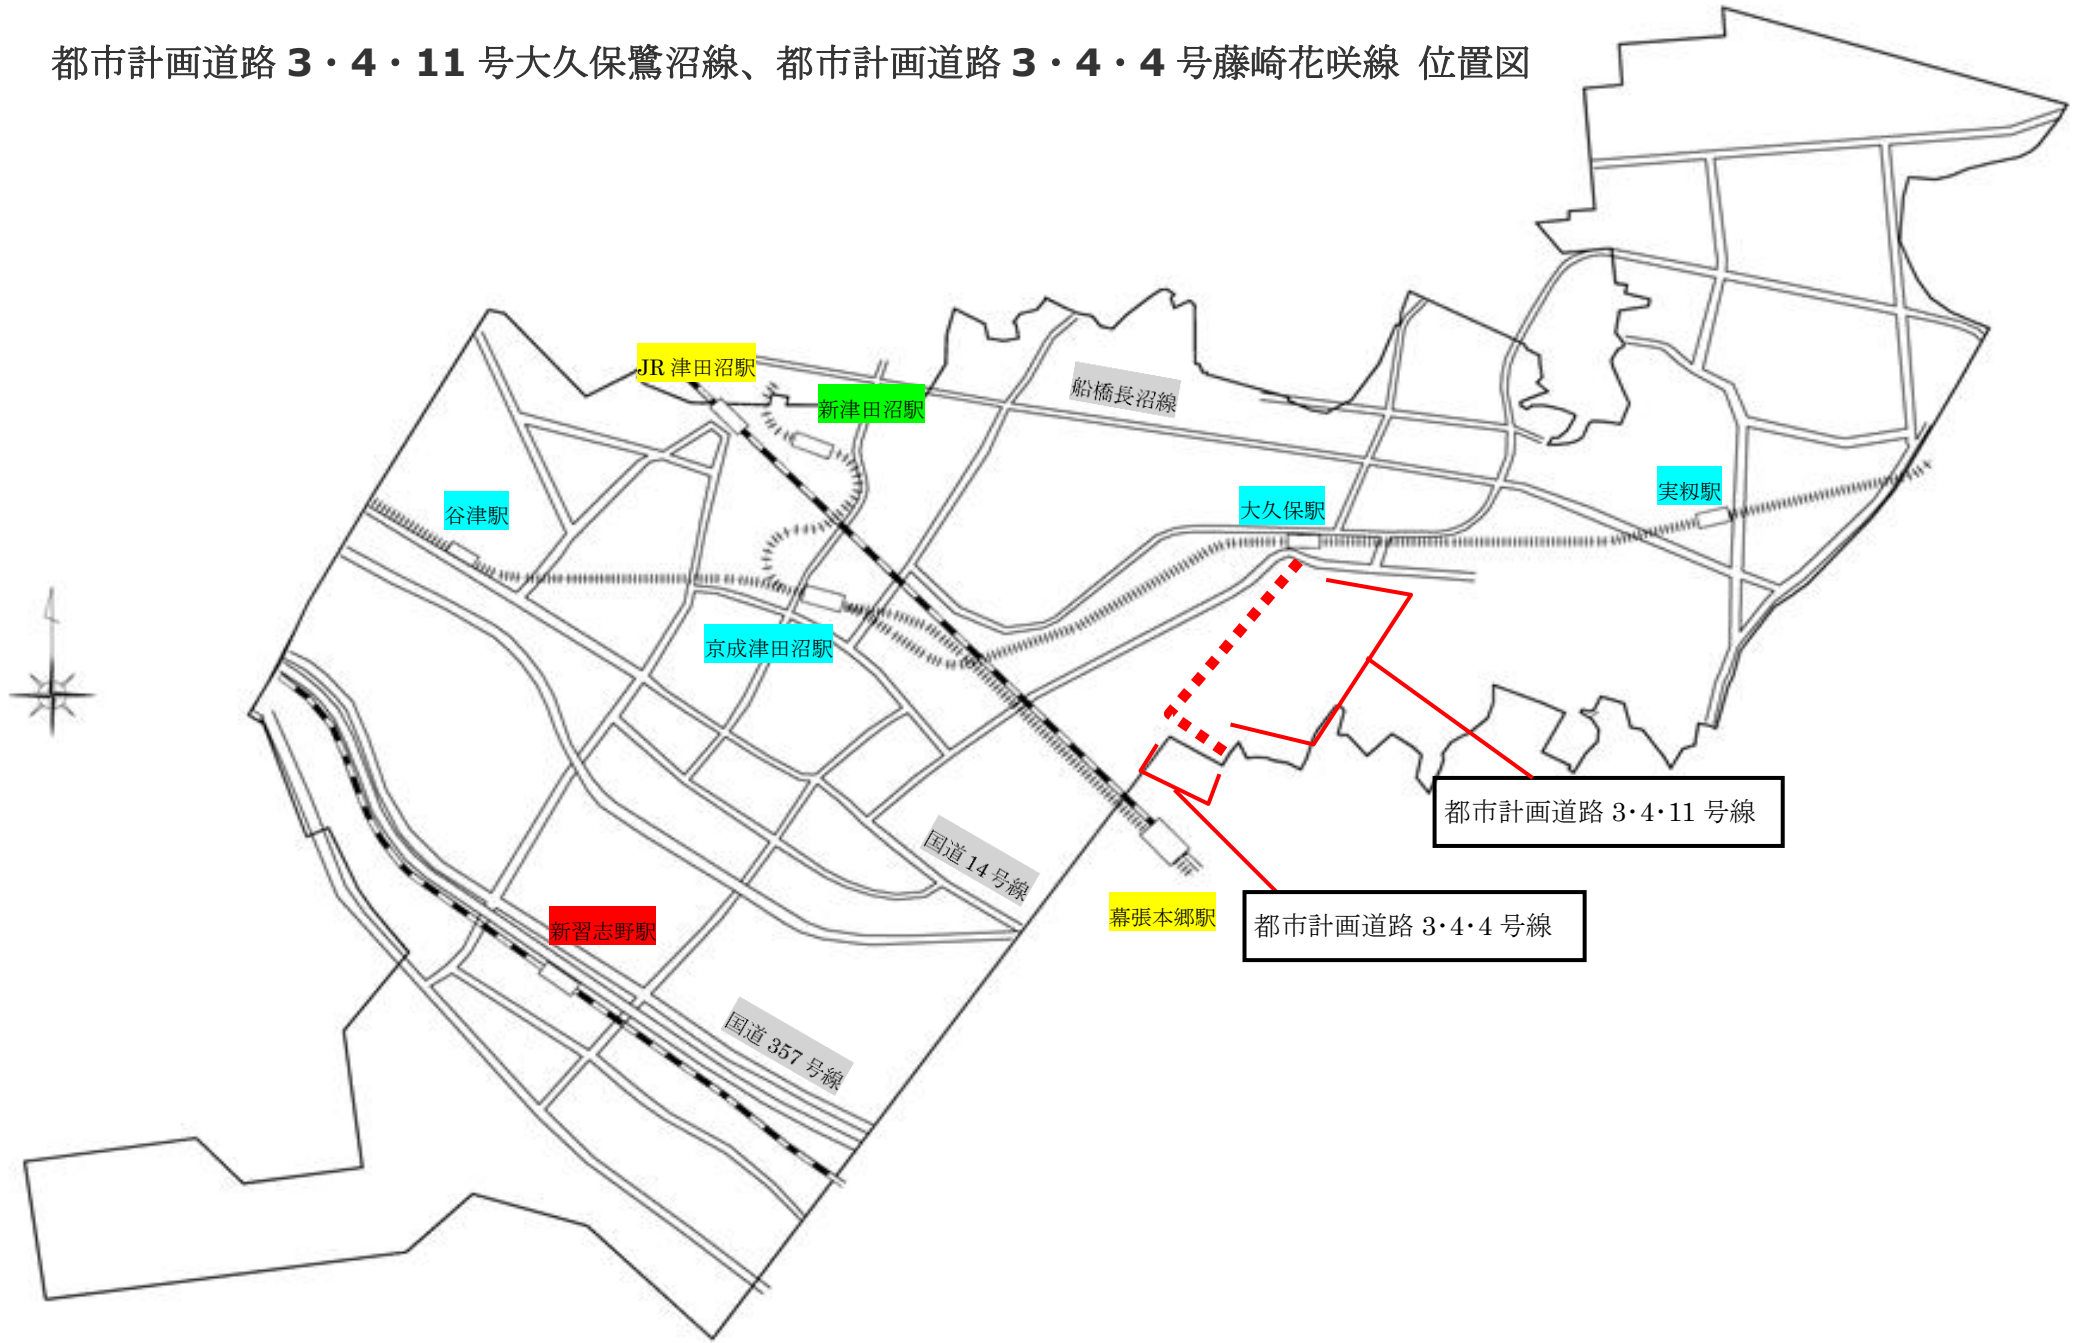 都市計画道路3・4・11号大久保鷺沼線、都市計画道路3・4・4号藤崎花咲線 位置図
JR津田沼駅
新津田沼駅
船橋長沼線
谷津駅
大久保駅
実籾駅
京成津田沼駅
都市計画道路 3・4・11 号線
国道 14 号線
幕張本郷駅
都市計画道路 3・4・4 号線
新習志野駅
国道 357 号線